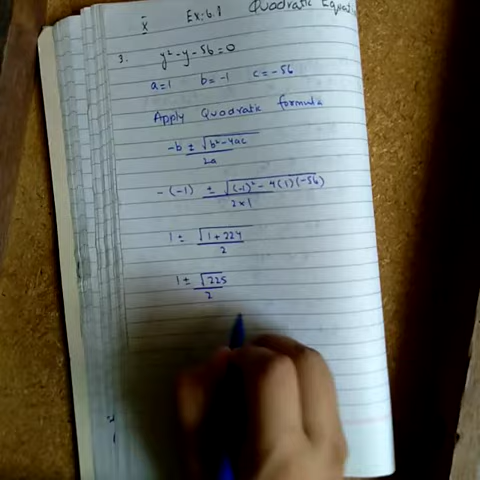 X Ex:6.1 Quadratic
3. y² - y - 56 = 0
a = 1 b = -1 c = -56
Apply Quadratic formula
-b ± √b² - 4ac
2a
- (-1) ± √(-1)² - 4(1)(-56)
2 x 1
1 ± √1 + 224
2
1 ± √225
2